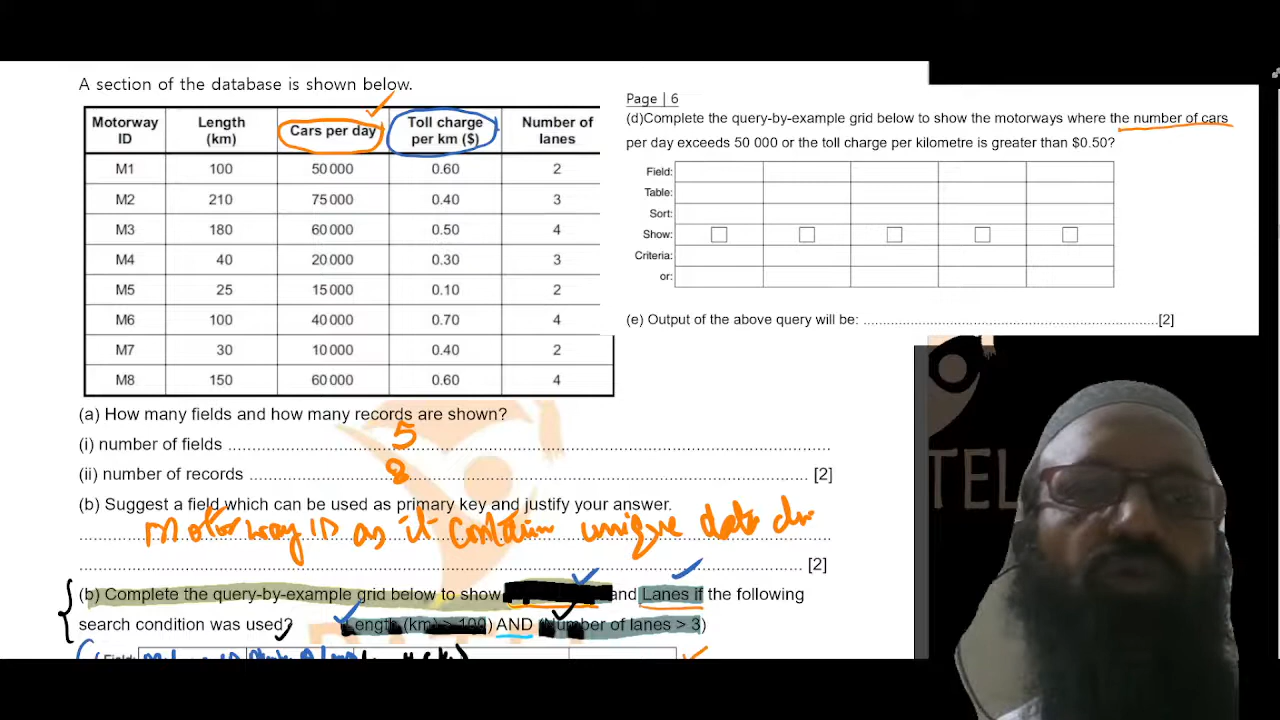 A section of the database is shown below.
Motorway ID Length (km) Cars per day Toll charge per km ($) Number of lanes
M1 100 50 000 0.60 2
M2 210 75 000 0.40 3
M3 180 60 000 0.50 4
M4 40 20 000 0.30 3
M5 25 15 000 0.10 2
M6 100 40 000 0.70 4
M7 30 10 000 0.40 2
M8 150 60 000 0.60 4
(a) How many fields and how many records are shown?
(i) number of fields 5
(ii) number of records 8 [2]
(b) Suggest a field which can be used as primary key and justify your answer.
Motorway ID as it contain unique data
[2]
(b) Complete the query-by-example grid below to show and Lanes if the following
search condition was used? Length (km) > 100) AND (Number of lanes > 3)
Field:
Page | 6
(d)Complete the query-by-example grid below to show the motorways where the number of cars
per day exceeds 50 000 or the toll charge per kilometre is greater than $0.50?
Field:
Table:
Sort:
Show:
Criteria:
or:
(e) Output of the above query will be: [2]
TEL